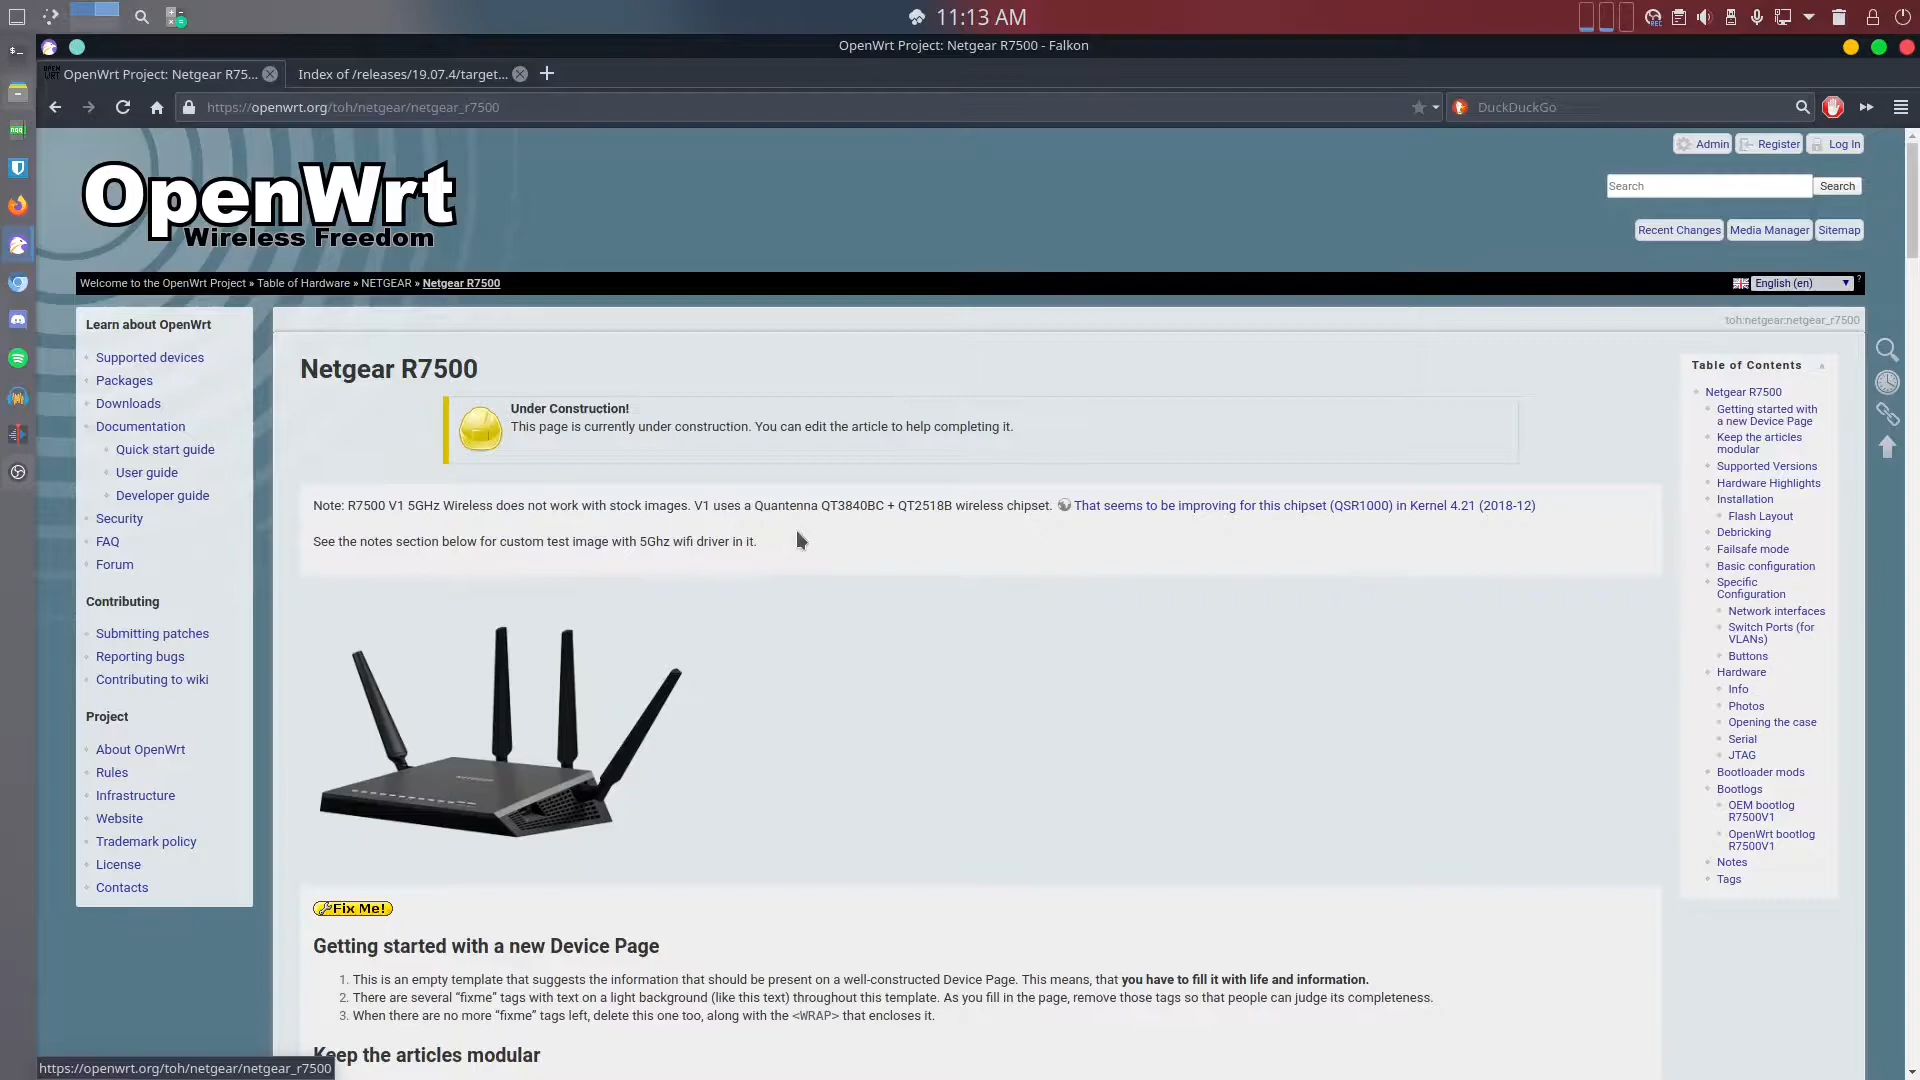 11:13 AM
REC
OpenWrt Project: Netgear R7500 - Falkon
OpenWrt Project: Netgear R75...
Index of /releases/19.07.4/target...
https://openwrt.org/toh/netgear/netgear_r7500
DuckDuckGo
Admin
Register
Log In
OpenWrt
Wireless Freedom
Search
Search
Recent Changes
Media Manager
Sitemap
Welcome to the OpenWrt Project » Table of Hardware » NETGEAR » Netgear R7500
English (en)
?
toh:netgear:netgear_r7500
Learn about OpenWrt
Supported devices
Packages
Downloads
Documentation
Quick start guide
User guide
Developer guide
Security
FAQ
Forum
Contributing
Submitting patches
Reporting bugs
Contributing to wiki
Project
About OpenWrt
Rules
Infrastructure
Website
Trademark policy
License
Contacts
Netgear R7500
Under Construction!
This page is currently under construction. You can edit the article to help completing it.
Note: R7500 V1 5GHz Wireless does not work with stock images. V1 uses a Quantenna QT3840BC + QT2518B wireless chipset. That seems to be improving for this chipset (QSR1000) in Kernel 4.21 (2018-12)
See the notes section below for custom test image with 5Ghz wifi driver in it.
Fix Me!
Getting started with a new Device Page
1. This is an empty template that suggests the information that should be present on a well-constructed Device Page. This means, that you have to fill it with life and information.
2. There are several “fixme” tags with text on a light background (like this text) throughout this template. As you fill in the page, remove those tags so that people can judge its completeness.
3. When there are no more “fixme” tags left, delete this one too, along with the <WRAP> that encloses it.
Keep the articles modular
Table of Contents
Netgear R7500
Getting started with
a new Device Page
Keep the articles
modular
Supported Versions
Hardware Highlights
Installation
Flash Layout
Debricking
Failsafe mode
Basic configuration
Specific
Configuration
Network interfaces
Switch Ports (for
VLANs)
Buttons
Hardware
Info
Photos
Opening the case
Serial
JTAG
Bootloader mods
Bootlogs
OEM bootlog
R7500V1
OpenWrt bootlog
R7500V1
Notes
Tags
https://openwrt.org/toh/netgear/netgear_r7500